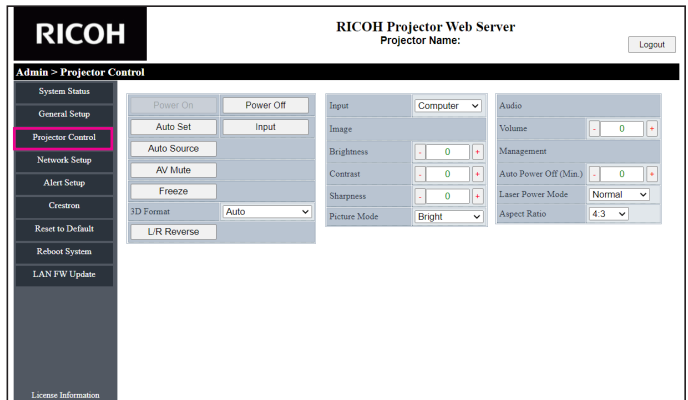 RICOH
RICOH Projector Web Server
Projector Name:
Logout
Admin > Projector Control
System Status
General Setup
Projector Control
Network Setup
Alert Setup
Crestron
Reset to Default
Reboot System
LAN FW Update
License Information
Power On Power Off
Auto Set Input
Auto Source
AV Mute
Freeze
3D Format Auto
L/R Reverse
Input Computer
Image
Brightness - 0 +
Contrast - 0 +
Sharpness - 0 +
Picture Mode Bright
Audio
Volume - 0 +
Management
Auto Power Off (Min.) - 0 +
Laser Power Mode Normal
Aspect Ratio 4:3